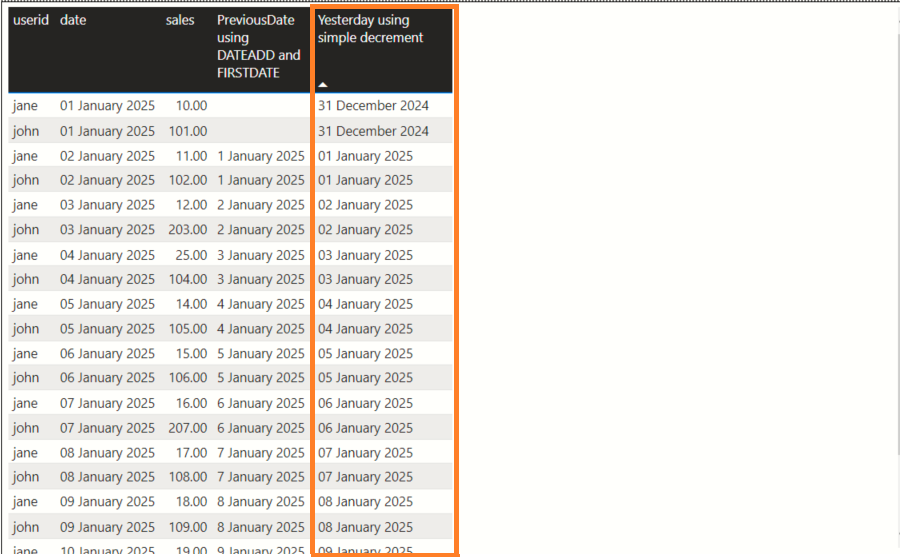 userid date sales PreviousDate using DATEADD and FIRSTDATE Yesterday using simple decrement
jane 01 January 2025 10.00 31 December 2024
john 01 January 2025 101.00 31 December 2024
jane 02 January 2025 11.00 1 January 2025 01 January 2025
john 02 January 2025 102.00 1 January 2025 01 January 2025
jane 03 January 2025 12.00 2 January 2025 02 January 2025
john 03 January 2025 203.00 2 January 2025 02 January 2025
jane 04 January 2025 25.00 3 January 2025 03 January 2025
john 04 January 2025 104.00 3 January 2025 03 January 2025
jane 05 January 2025 14.00 4 January 2025 04 January 2025
john 05 January 2025 105.00 4 January 2025 04 January 2025
jane 06 January 2025 15.00 5 January 2025 05 January 2025
john 06 January 2025 106.00 5 January 2025 05 January 2025
jane 07 January 2025 16.00 6 January 2025 06 January 2025
john 07 January 2025 207.00 6 January 2025 06 January 2025
jane 08 January 2025 17.00 7 January 2025 07 January 2025
john 08 January 2025 108.00 7 January 2025 07 January 2025
jane 09 January 2025 18.00 8 January 2025 08 January 2025
john 09 January 2025 109.00 8 January 2025 08 January 2025
jane 10 January 2025 19.00 9 January 2025 09 January 2025